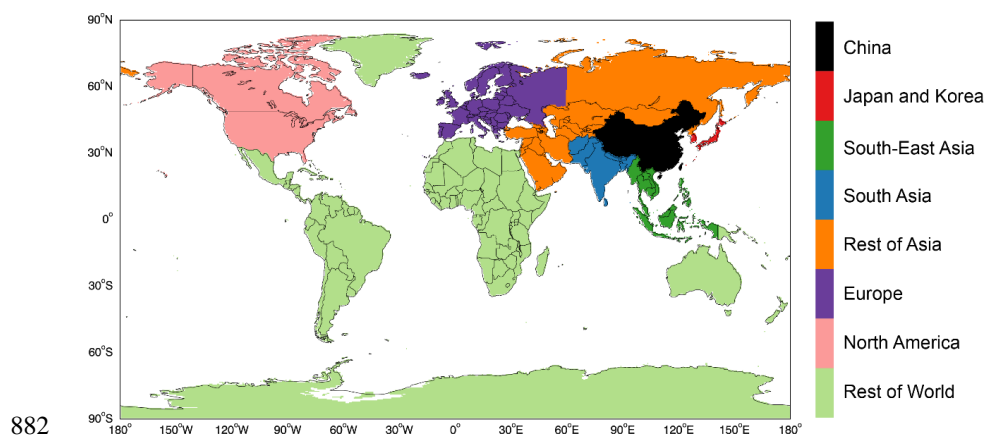 90°N
60°N
30°N
0°
30°S
60°S
90°S
180° 150°W 120°W 90°W 60°W 30°W 0° 30°E 60°E 90°E 120°E 150°E 180°
China
Japan and Korea
South-East Asia
South Asia
Rest of Asia
Europe
North America
Rest of World
882